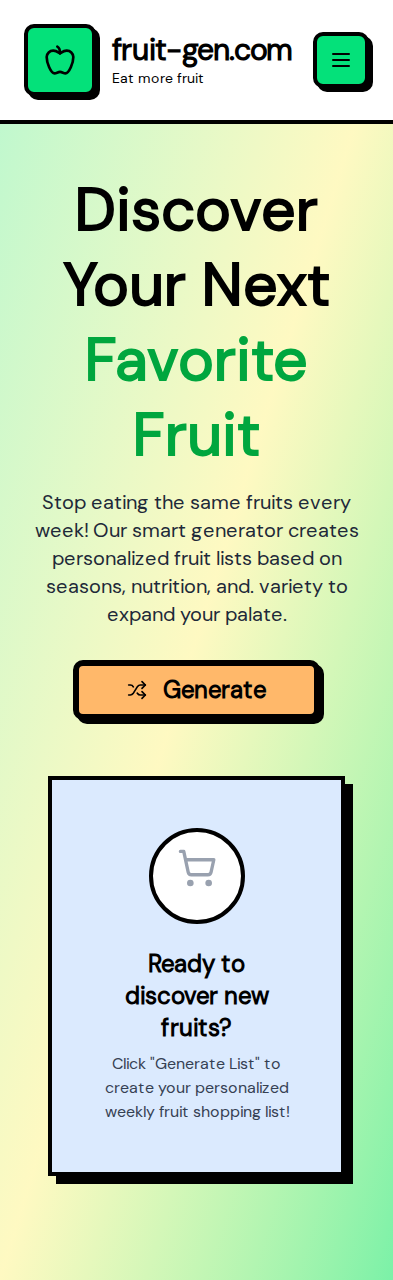 fruit-gen.com
Eat more fruit
Discover
Your Next
Favorite
Fruit
Stop eating the same fruits every
week! Our smart generator creates
personalized fruit lists based on
seasons, nutrition, and. variety to
expand your palate.
Generate
Ready to
discover new
fruits?
Click "Generate List" to
create your personalized
weekly fruit shopping list!